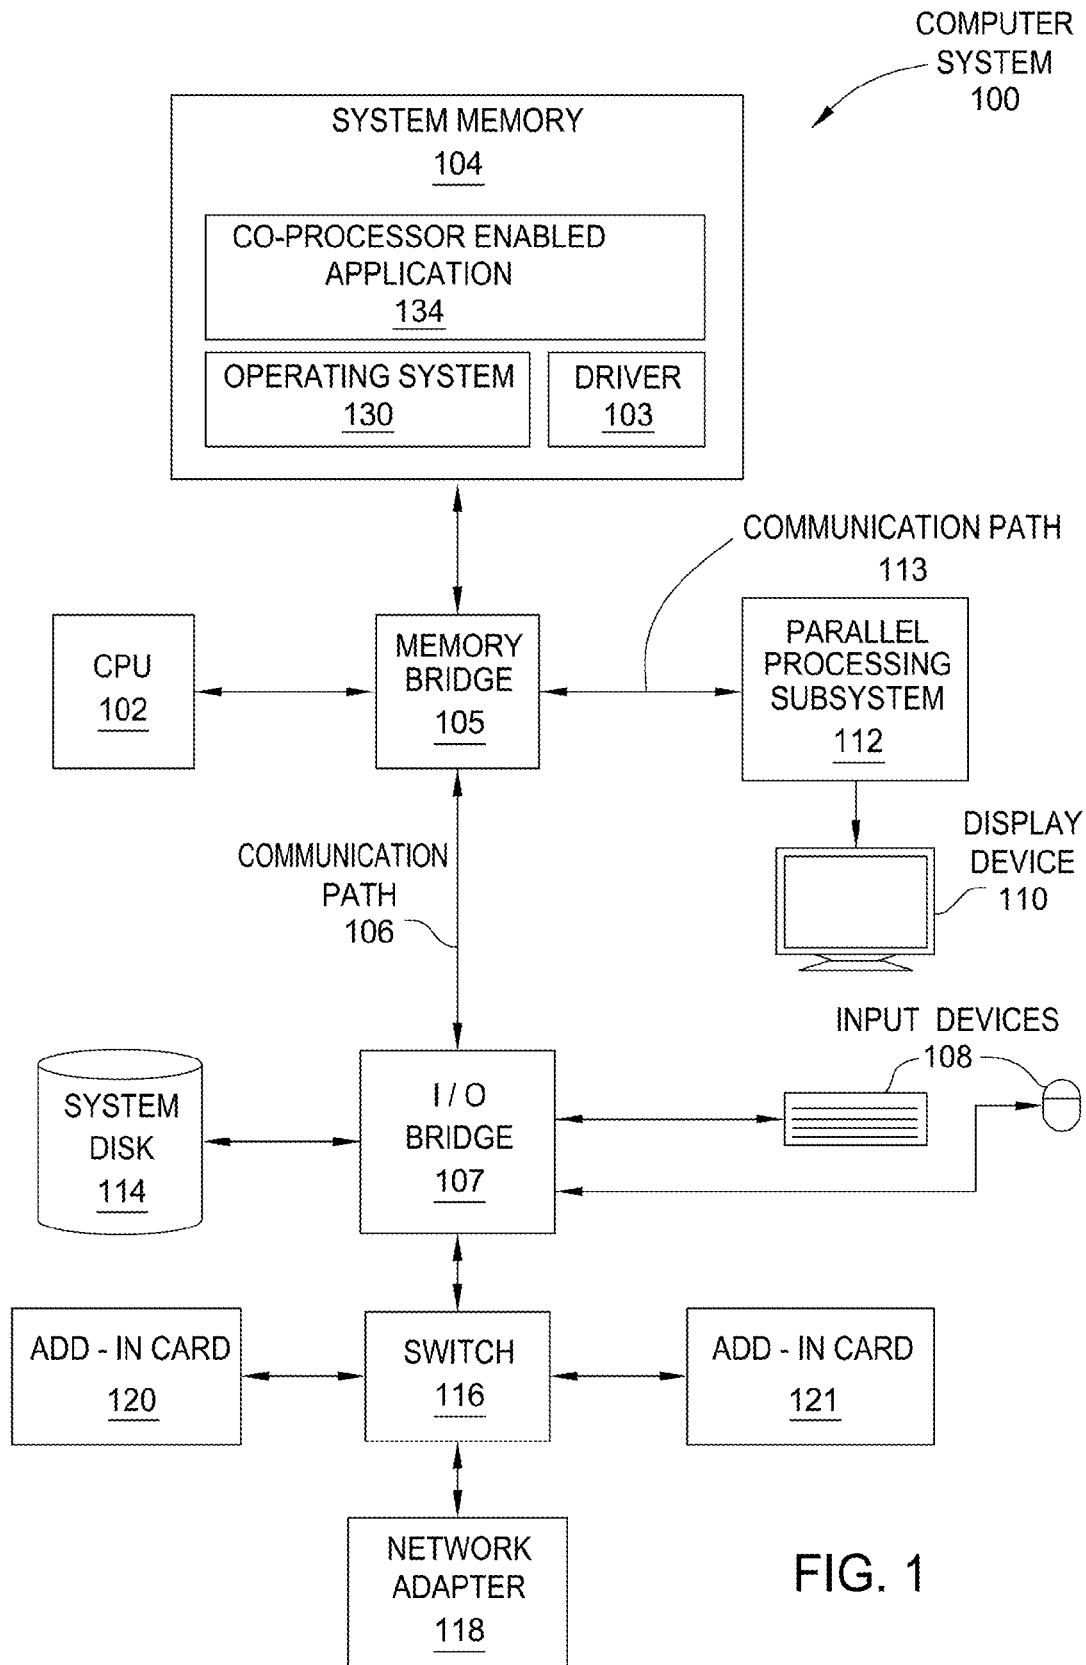 COMPUTER
SYSTEM
100
SYSTEM MEMORY
104
CO-PROCESSOR ENABLED
APPLICATION
134
OPERATING SYSTEM
130
DRIVER
103
COMMUNICATION PATH
113
CPU
102
MEMORY
BRIDGE
105
PARALLEL
PROCESSING
SUBSYSTEM
112
COMMUNICATION
PATH
106
DISPLAY
DEVICE
110
INPUT DEVICES
108
SYSTEM
DISK
114
I / O
BRIDGE
107
ADD - IN CARD
120
SWITCH
116
ADD - IN CARD
121
NETWORK
ADAPTER
118
FIG. 1